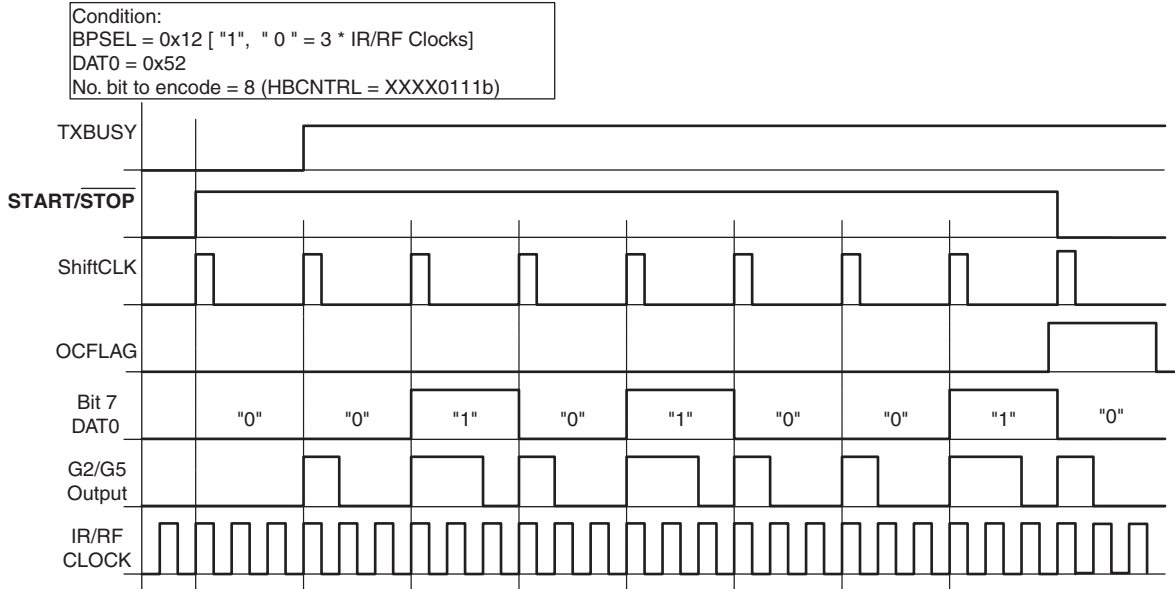 Condition:
BPSEL = 0x12 [ "1", " 0 " = 3 * IR/RF Clocks]
DAT0 = 0x52
No. bit to encode = 8 (HBCNTRL = XXXX0111b)
TXBUSY
START/STOP
ShiftCLK
OCFLAG
Bit 7
DAT0
"0" "0" "1" "0" "1" "0" "0" "1" "0"
G2/G5
Output
IR/RF
CLOCK